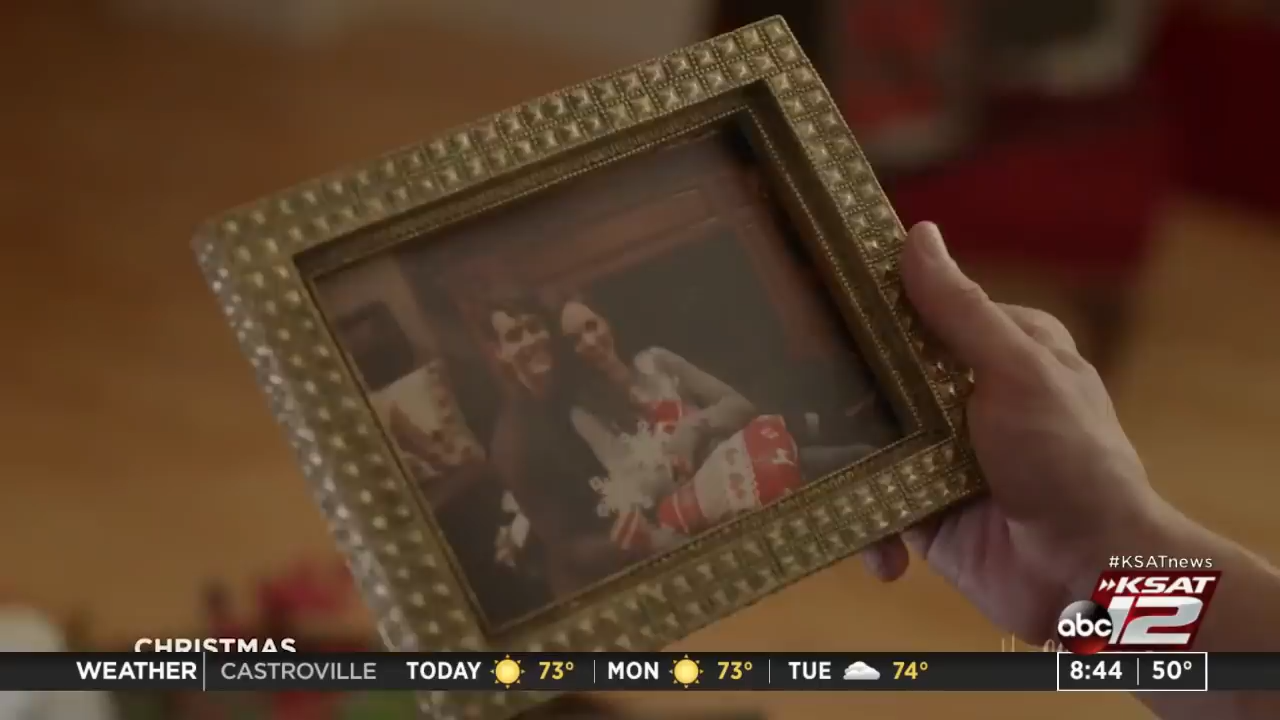 #KSATnews
KSAT
abc 12
CHRISTMAS
WEATHER CASTROVILLE TODAY 73° MON 73° TUE 74° 8:44 50°